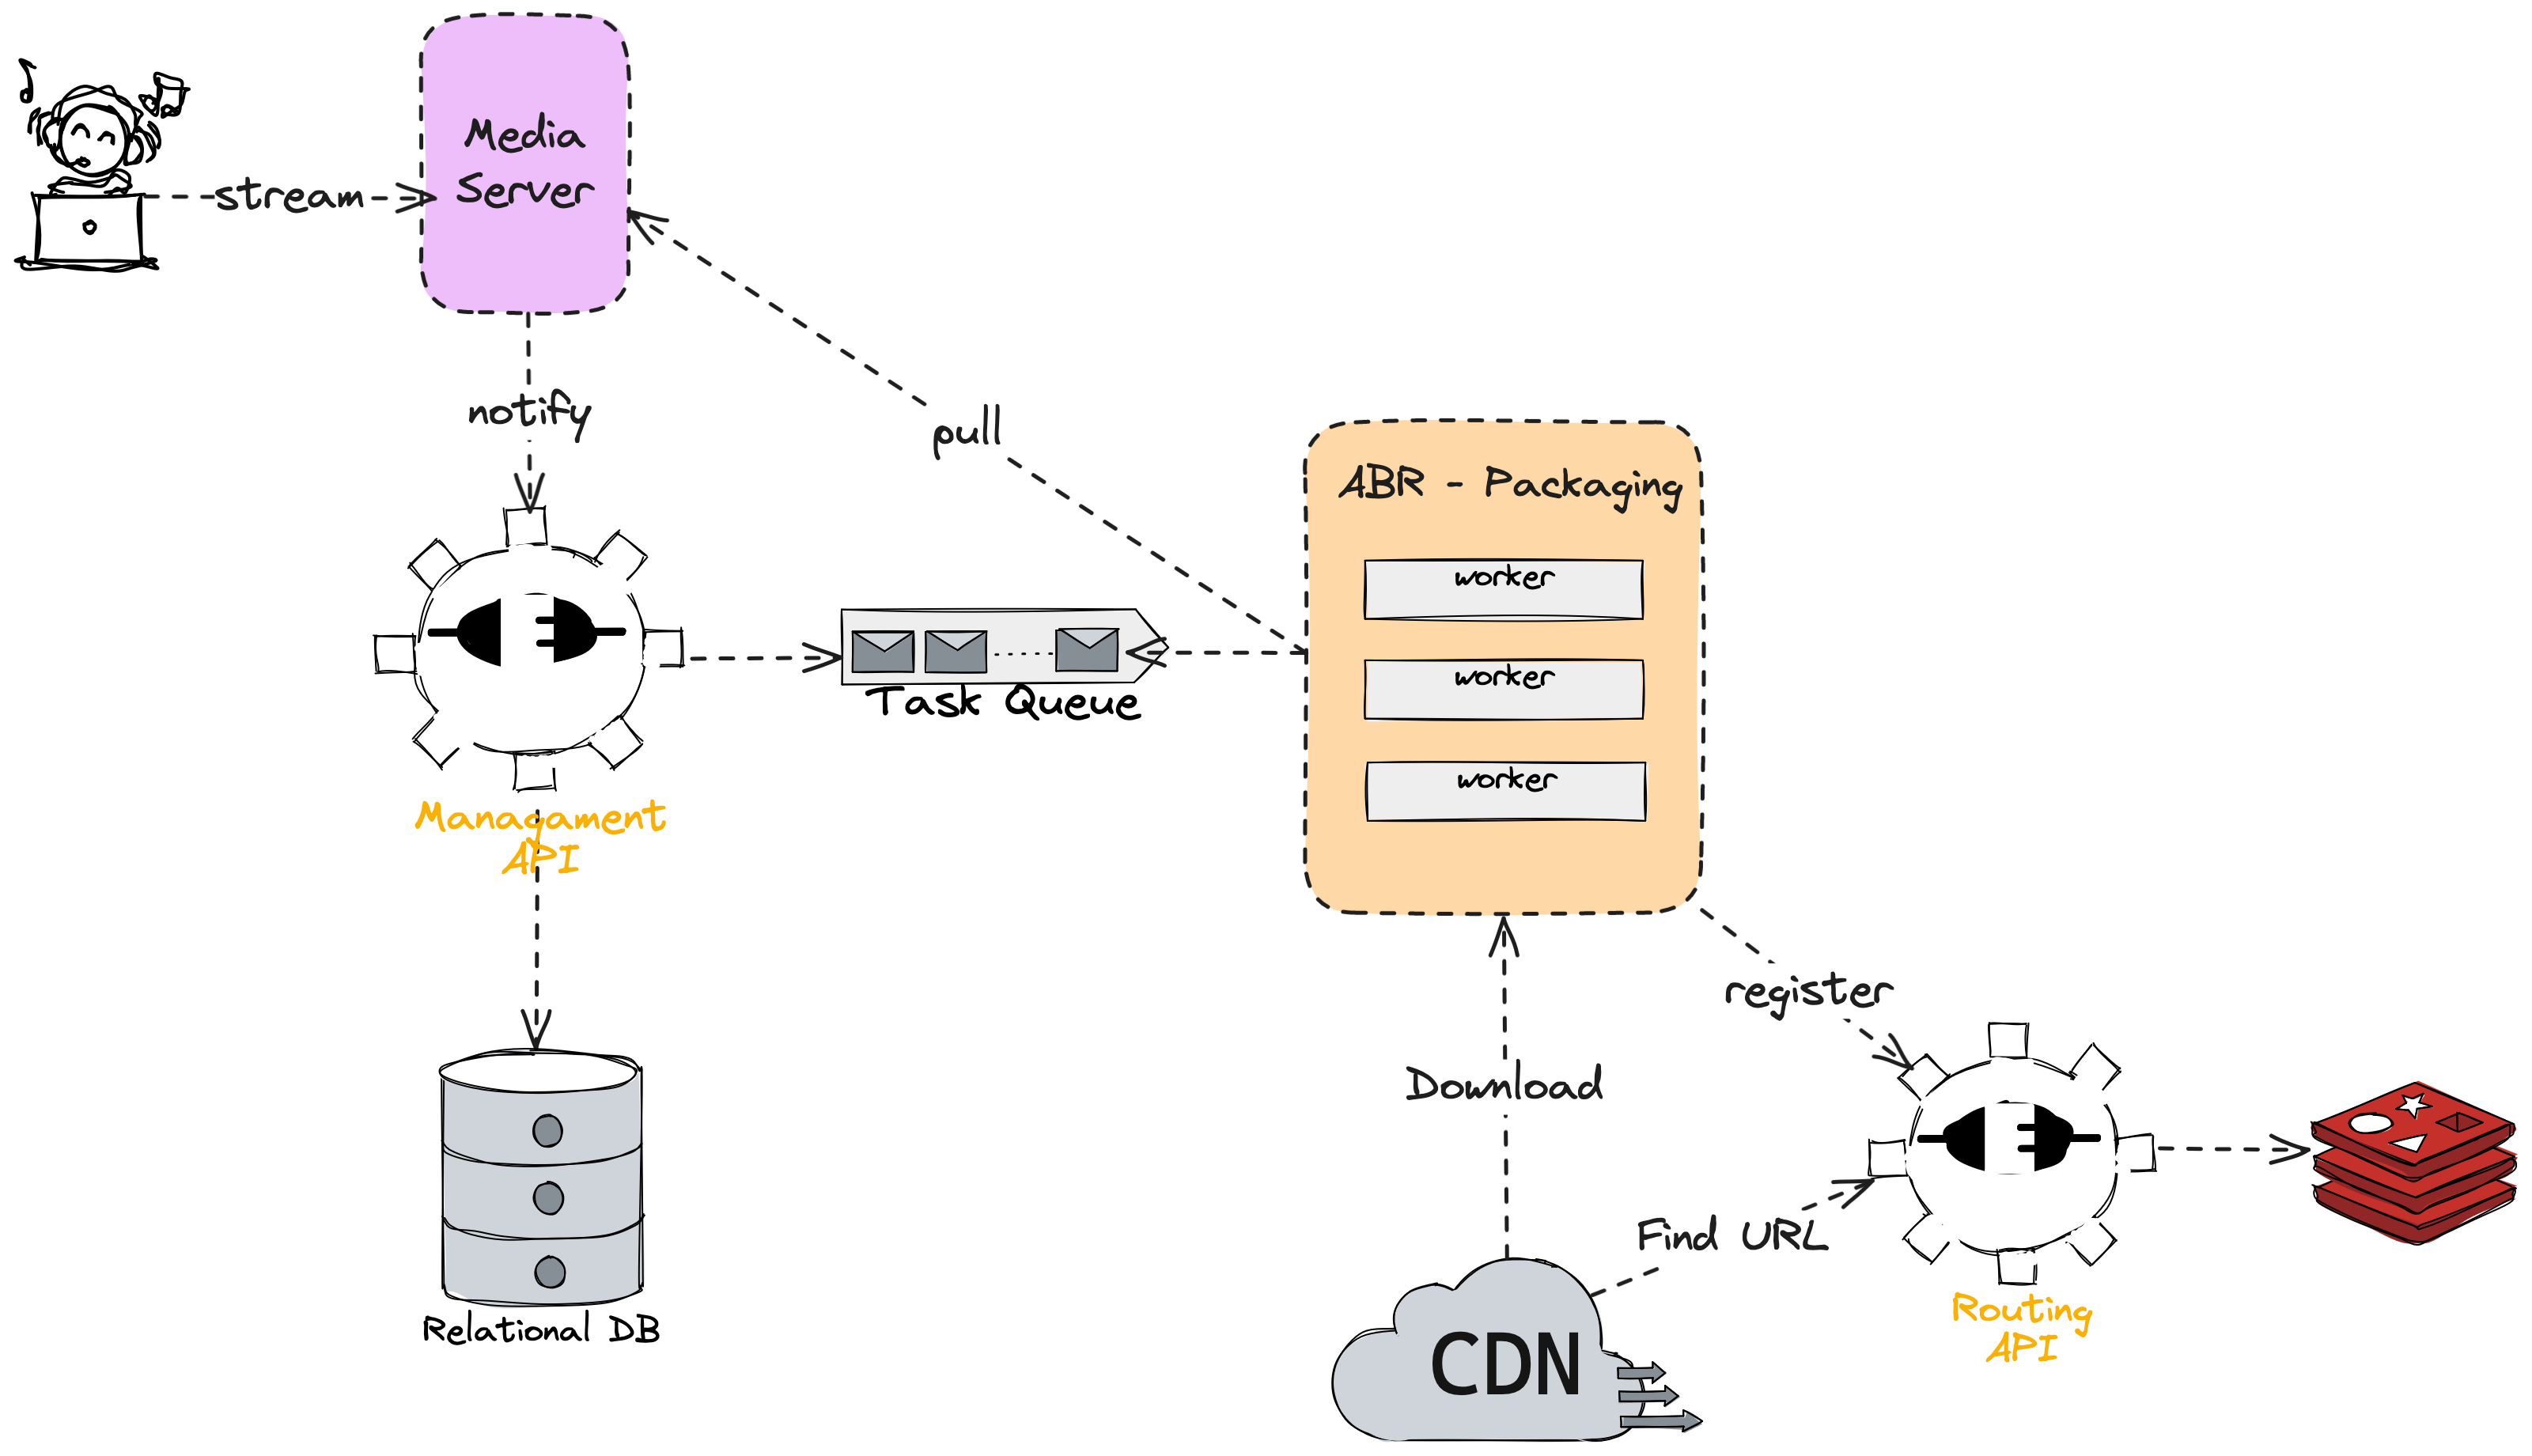 Media
Server
stream
notify
pull
ABR - Packaging
worker
worker
worker
Task Queue
Managament
API
register
Download
Find URL
Relational DB
CDN
Routing
API